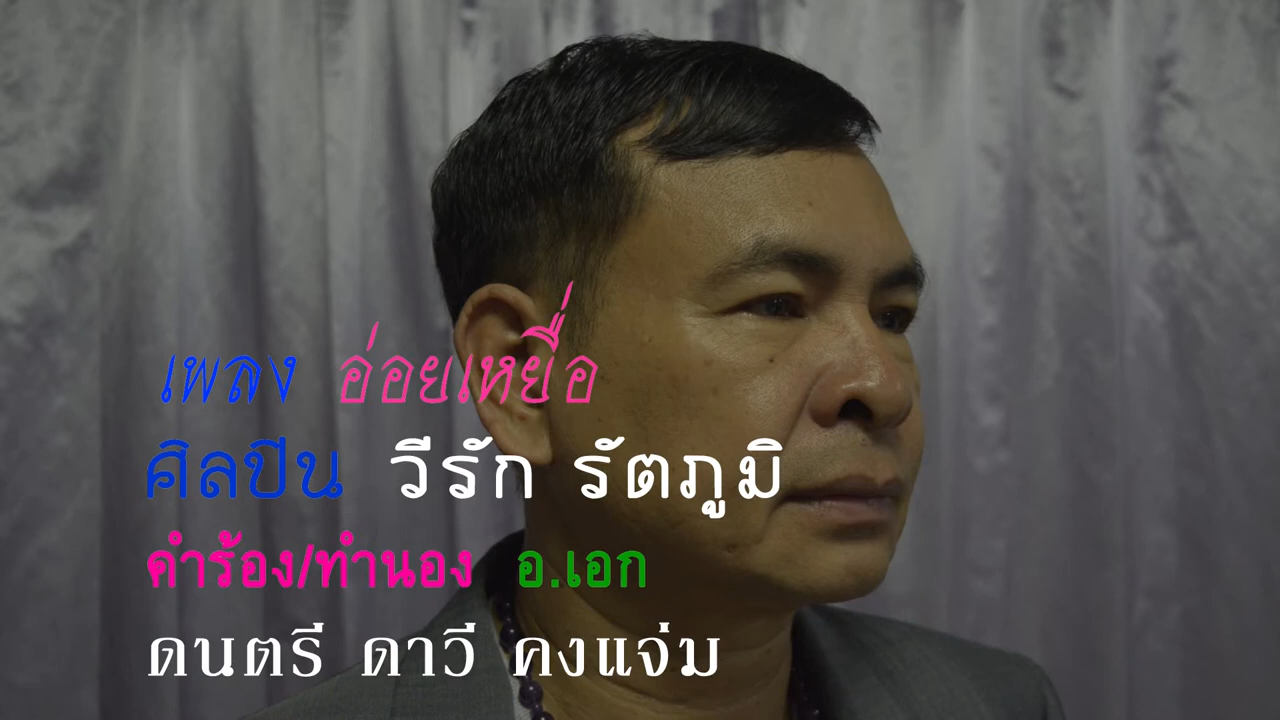 เพลง อ่อยเหยื่อ
ศิลปิน วีรัก รัตภูมิ
คำร้อง/ทำนอง อ.เอก
ดนตรี ดาวี คงแจ่ม